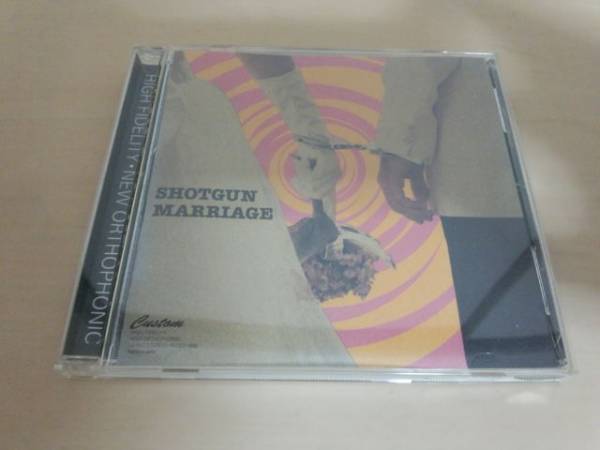 HIGH FIDELITY • NEW ORTHOPHONIC
SHOTGUN
MARRIAGE
Custom